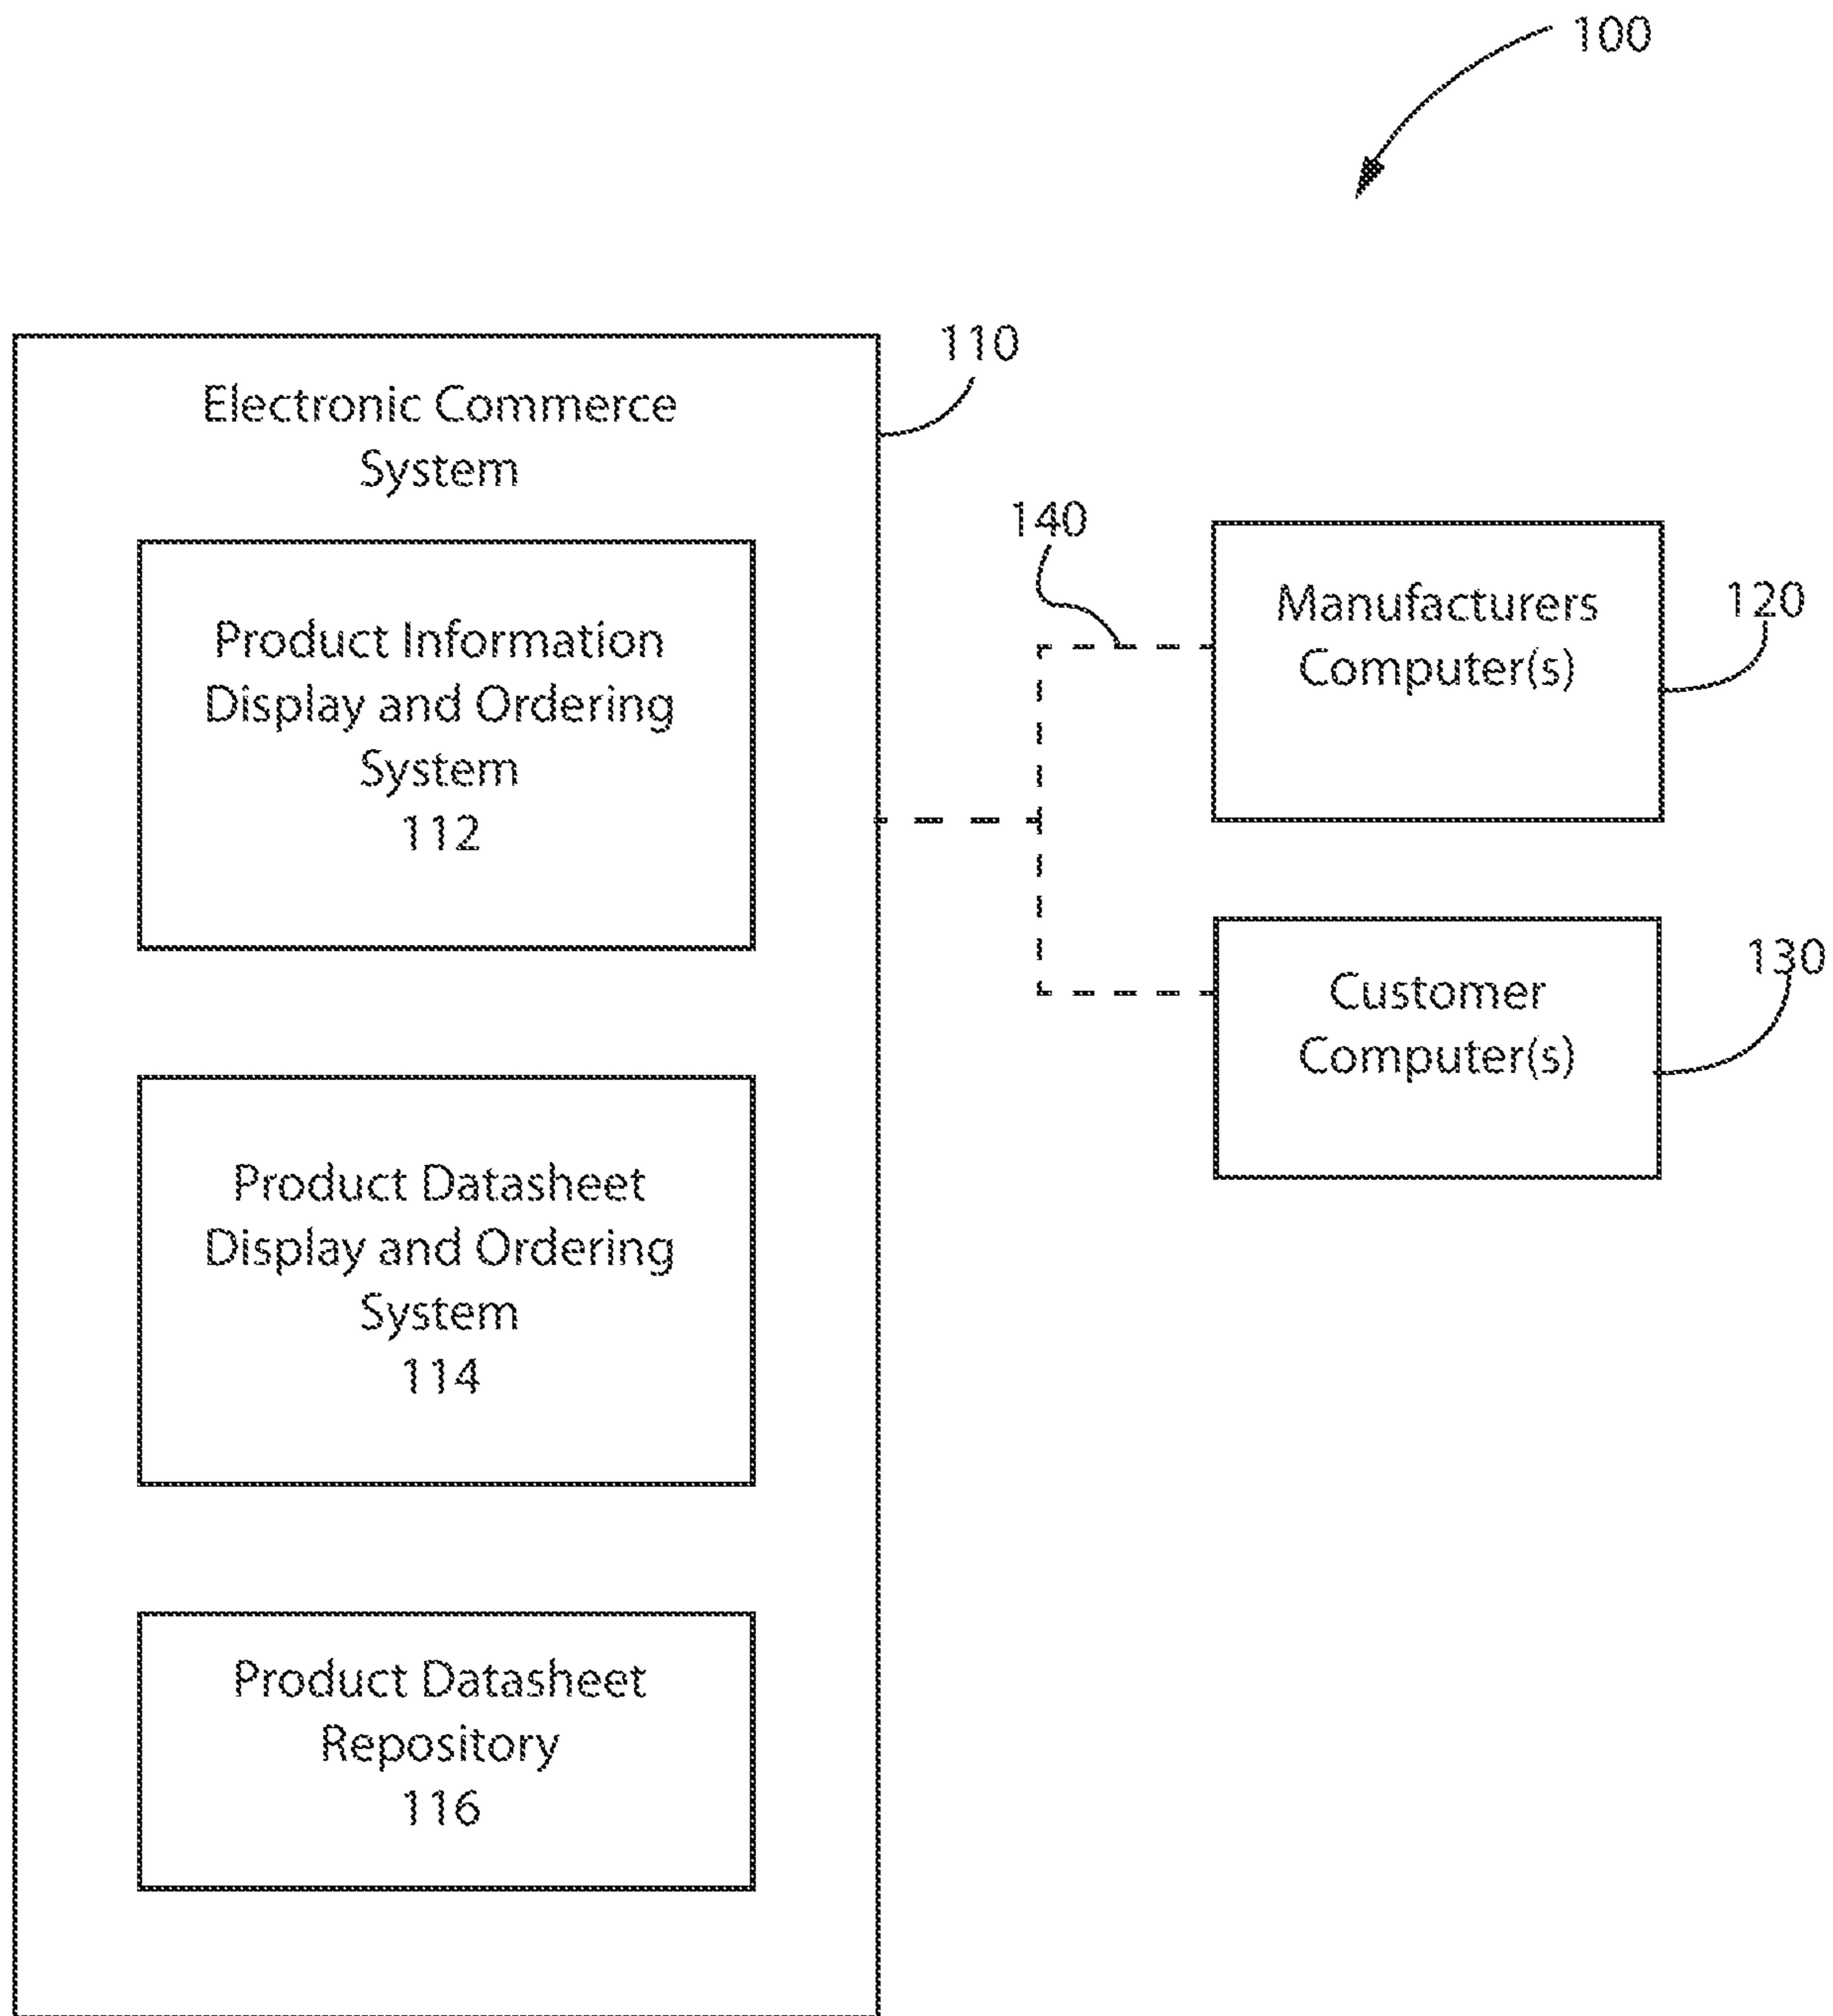 100
110
Electronic Commerce
System
Product Information
Display and Ordering
System
112
Product Datasheet
Display and Ordering
System
114
Product Datasheet
Repository
116
140
Manufacturers
Computer(s)
120
Customer
Computer(s)
130